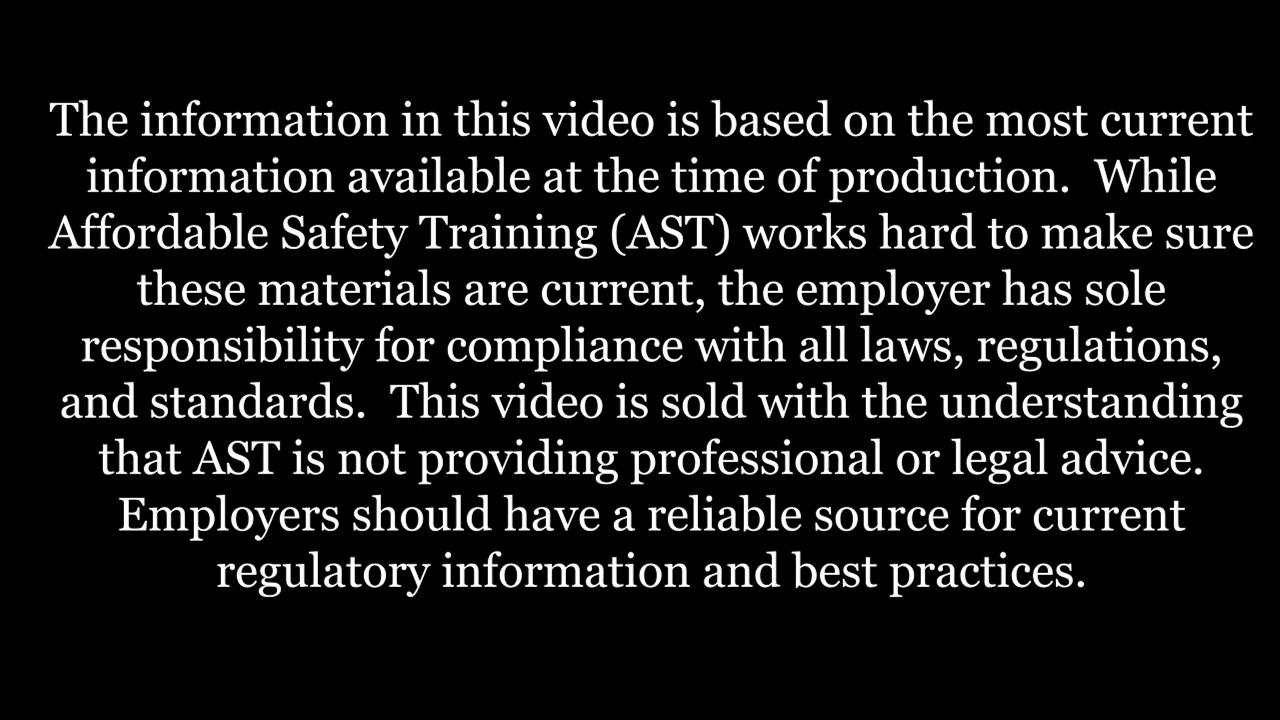 The information in this video is based on the most current
information available at the time of production.  While
Affordable Safety Training (AST) works hard to make sure
these materials are current, the employer has sole
responsibility for compliance with all laws, regulations,
and standards.  This video is sold with the understanding
that AST is not providing professional or legal advice.
Employers should have a reliable source for current
regulatory information and best practices.